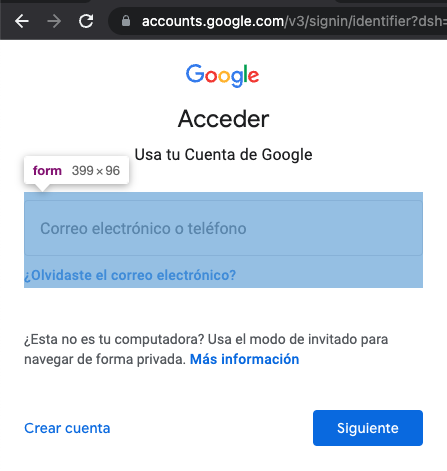 accounts.google.com/v3/signin/identifier?dsh=
Google
Acceder
Usa tu Cuenta de Google
form 399 × 96
Correo electrónico o teléfono
¿Olvidaste el correo electrónico?
¿Esta no es tu computadora? Usa el modo de invitado para
navegar de forma privada. Más información
Crear cuenta
Siguiente